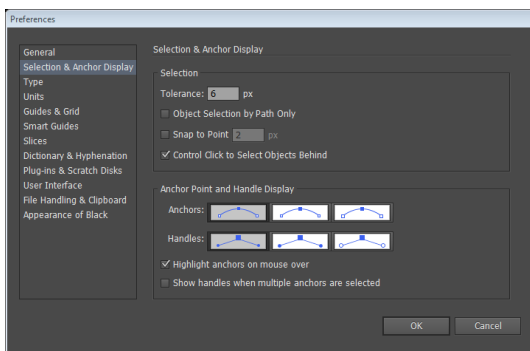 Preferences
General
Selection & Anchor Display
Type
Units
Guides & Grid
Smart Guides
Slices
Dictionary & Hyphenation
Plug-ins & Scratch Disks
User Interface
File Handling & Clipboard
Appearance of Black
Selection & Anchor Display
Selection
Tolerance: 6 px
Object Selection by Path Only
Snap to Point 2 px
Control Click to Select Objects Behind
Anchor Point and Handle Display
Anchors:
Handles:
Highlight anchors on mouse over
Show handles when multiple anchors are selected
OK Cancel